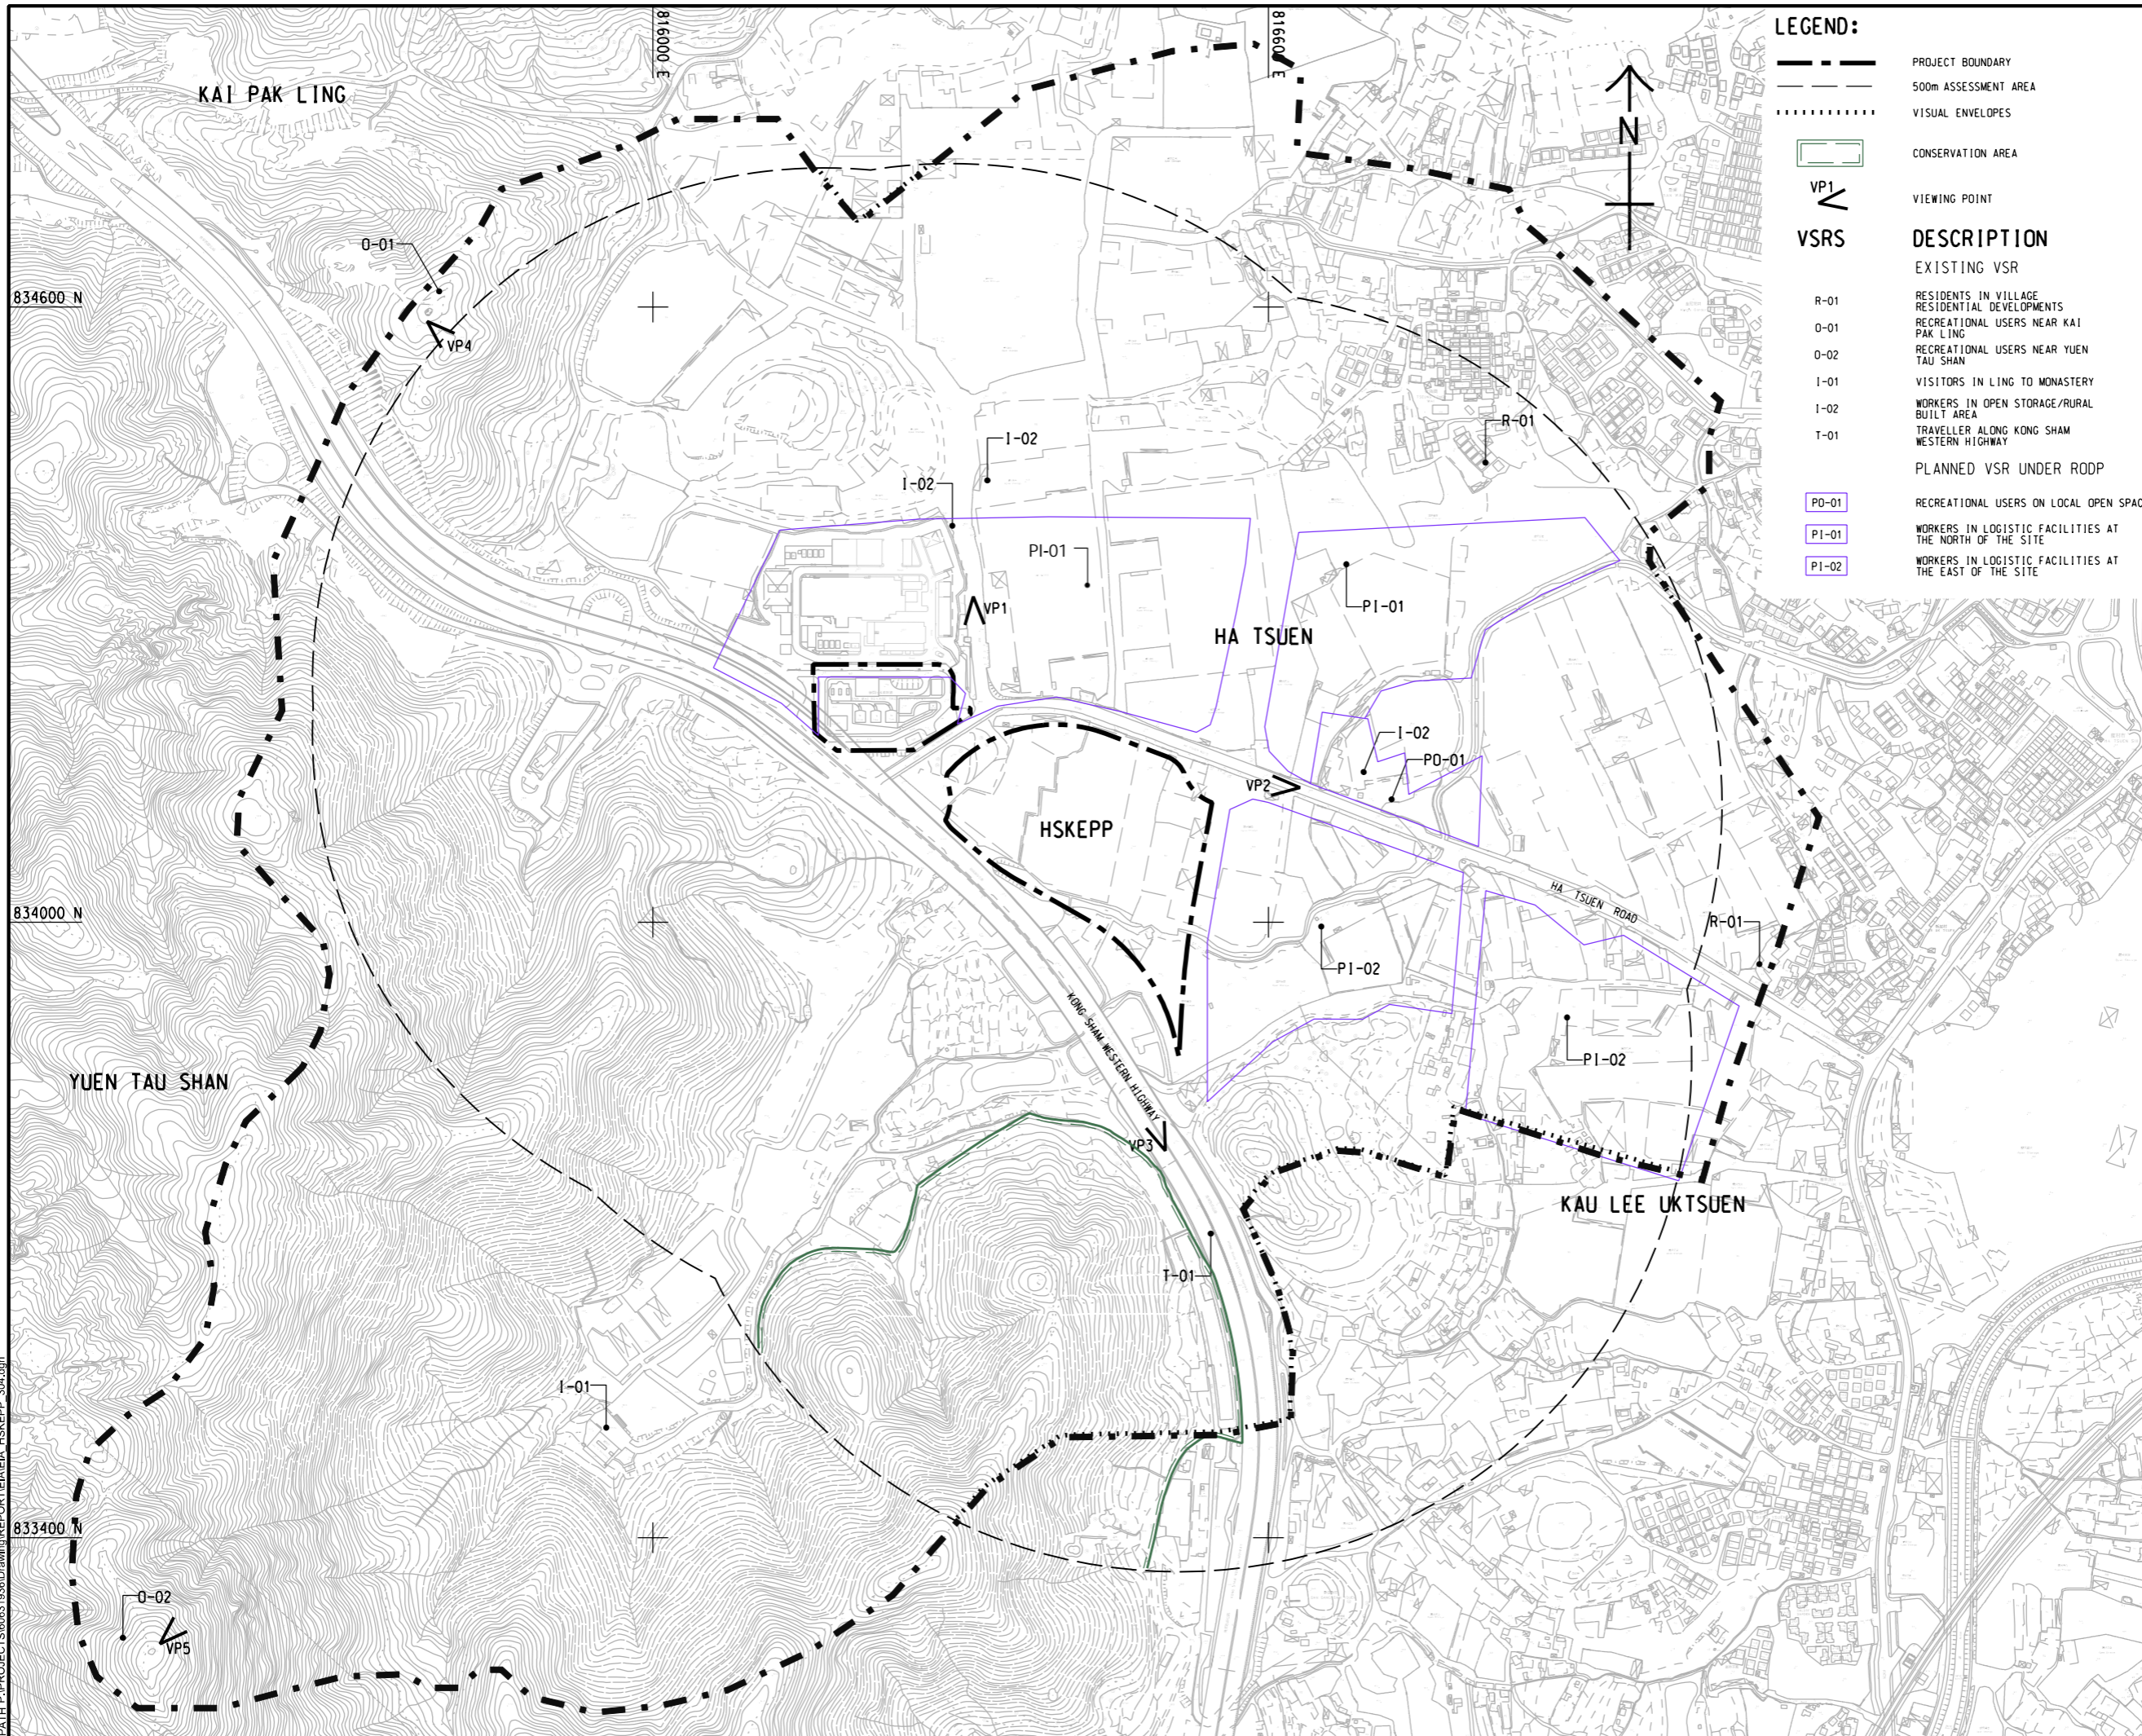 LEGEND:
PROJECT BOUNDARY
500m ASSESSMENT AREA
VISUAL ENVELOPES
CONSERVATION AREA
VP1
VIEWING POINT
VSRS DESCRIPTION
EXISTING VSR
R-01 RESIDENTS IN VILLAGE
RESIDENTIAL DEVELOPMENTS
O-01 RECREATIONAL USERS NEAR KAI
PAK LING
O-02 RECREATIONAL USERS NEAR YUEN
TAU SHAN
I-01 VISITORS IN LING TO MONASTERY
I-02 WORKERS IN OPEN STORAGE/RURAL
BUILT AREA
T-01 TRAVELLER ALONG KONG SHAM
WESTERN HIGHWAY
PLANNED VSR UNDER RODP
PO-01 RECREATIONAL USERS ON LOCAL OPEN SPAC
PI-01 WORKERS IN LOGISTIC FACILITIES AT
THE NORTH OF THE SITE
PI-02 WORKERS IN LOGISTIC FACILITIES AT
THE EAST OF THE SITE
816000 E
816600 E
N
KAI PAK LING
O-01
834600 N
VP4
R-01
I-02
I-02
PI-01
PI-01
VP1
HA TSUEN
I-02
PO-01
VP2
HSKEPP
HA TSUEN ROAD
834000 N
R-01
PI-02
KONG SHAM WESTERN HIGHWAY
PI-02
YUEN TAU SHAN
VP3
KAU LEE UKTSUEN
T-01
I-01
833400 N
O-02
VP5